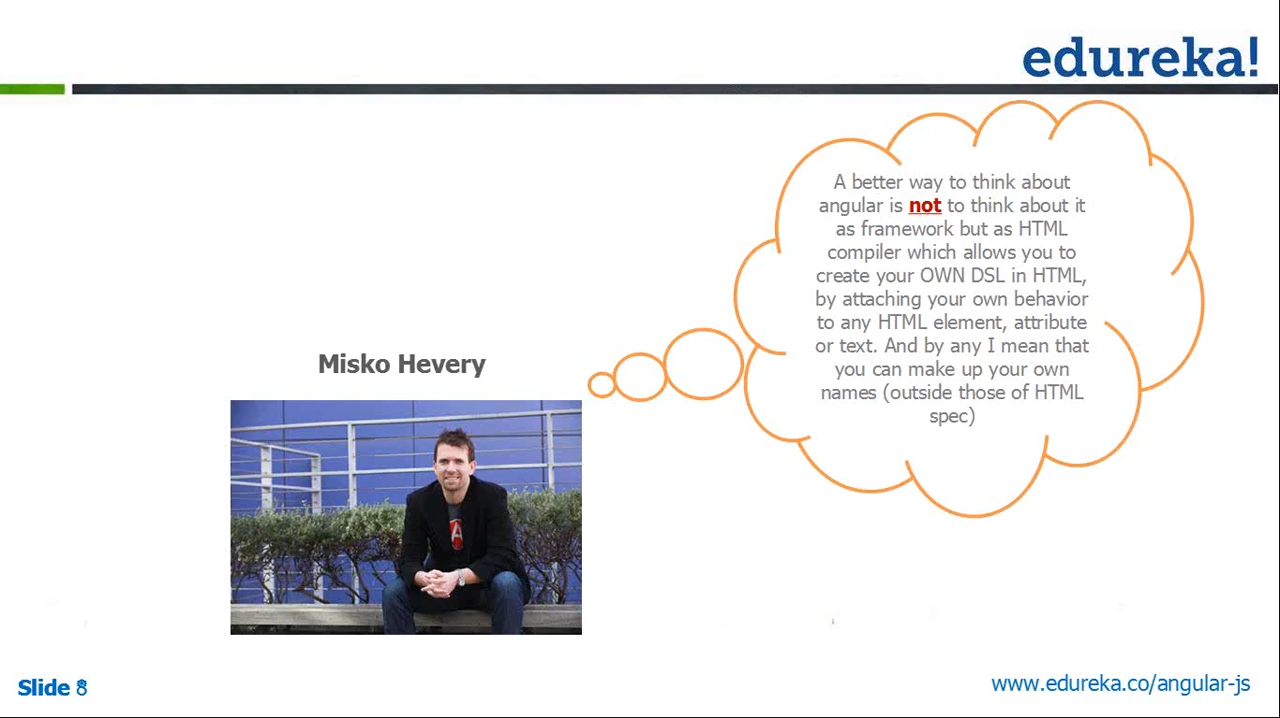 edureka!
A better way to think about
angular is not to think about it
as framework but as HTML
compiler which allows you to
create your OWN DSL in HTML,
by attaching your own behavior
to any HTML element, attribute
or text. And by any I mean that
you can make up your own
names (outside those of HTML
spec)
Misko Hevery
Slide 8
www.edureka.co/angular-js